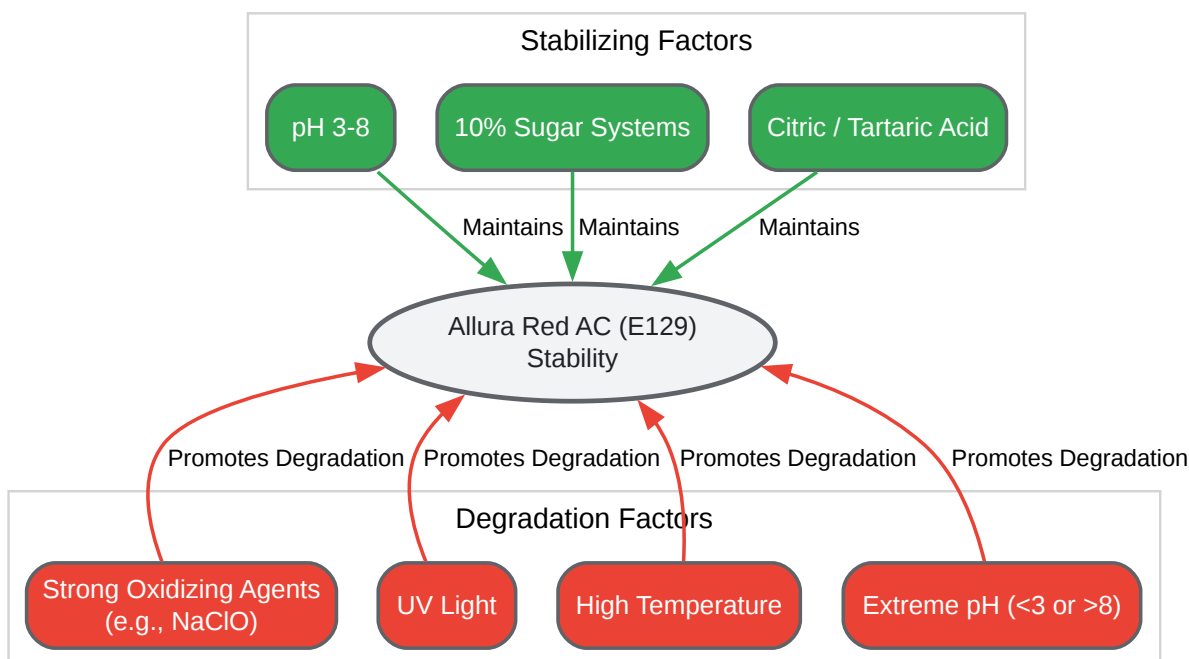 Stabilizing Factors
pH 3-8
10% Sugar Systems
Citric / Tartaric Acid
Maintains
Maintains
Maintains
Allura Red AC (E129)
Stability
Promotes Degradation
Promotes Degradation
Promotes Degradation
Promotes Degradation
Degradation Factors
Strong Oxidizing Agents
(e.g., NaClO)
UV Light
High Temperature
Extreme pH (<3 or >8)